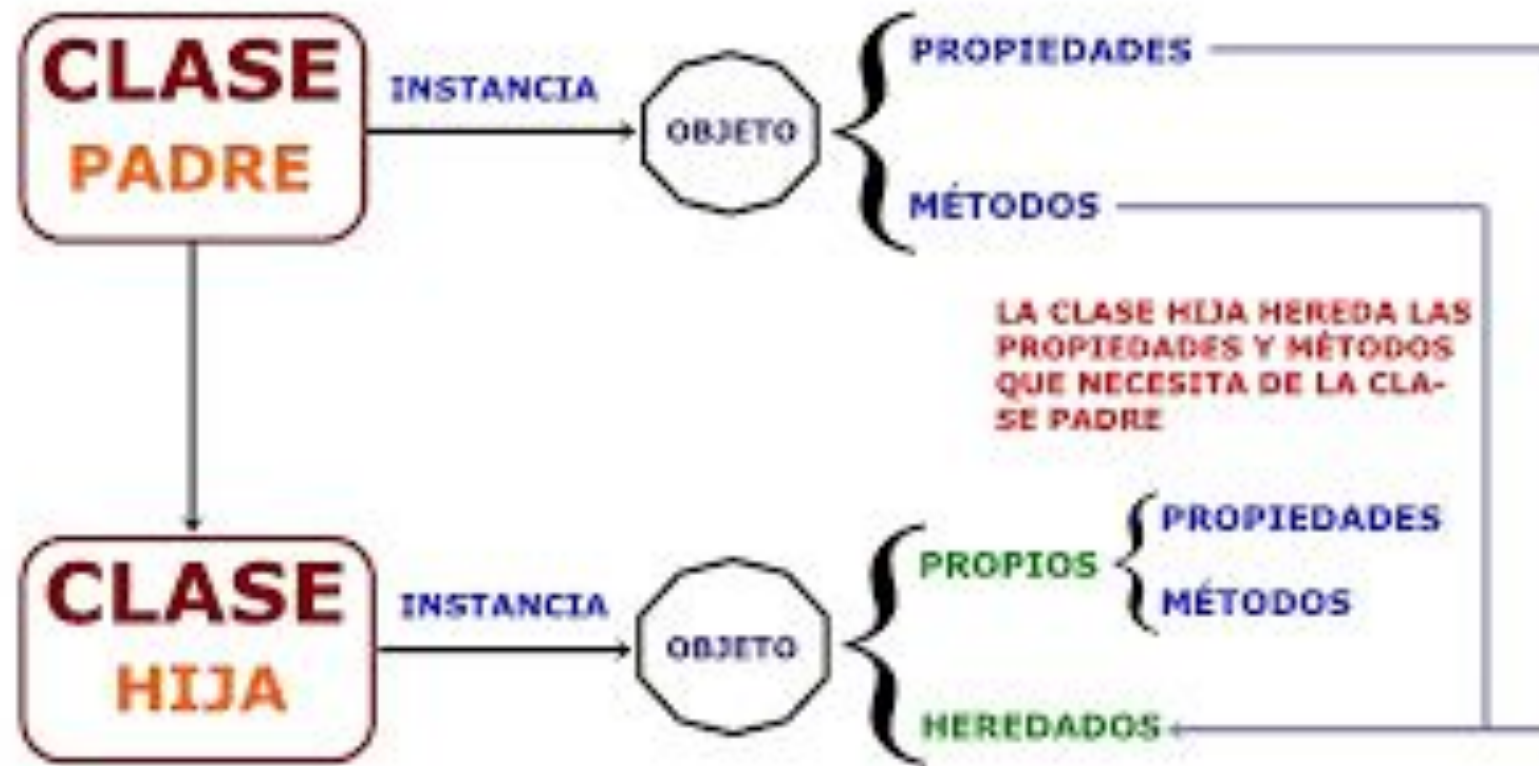 CLASE
PADRE
INSTANCIA
OBJETO
PROPIEDADES
MÉTODOS
LA CLASE HIJA HEREDA LAS
PROPIEDADES Y MÉTODOS
QUE NECESITA DE LA CLA-
SE PADRE
CLASE
HIJA
INSTANCIA
OBJETO
PROPIOS
PROPIEDADES
MÉTODOS
HEREDADOS